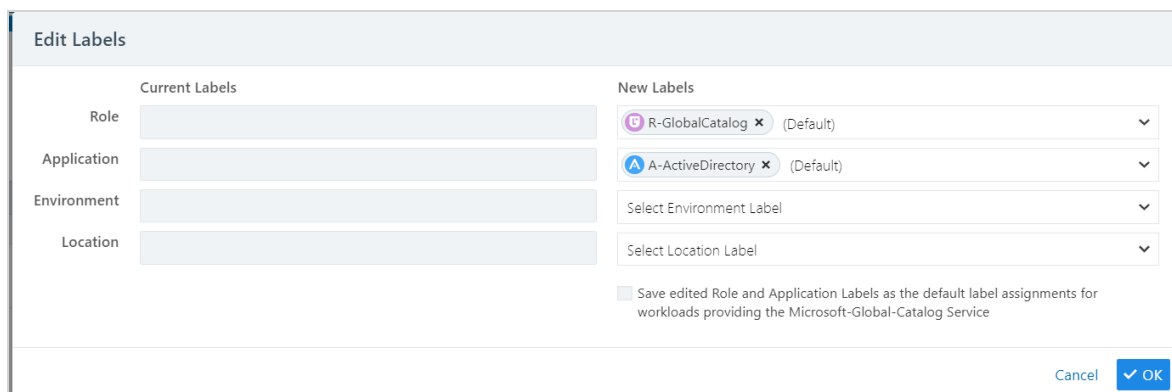 Edit Labels
Current Labels
New Labels
Role
R-GlobalCatalog × (Default)
Application
A-ActiveDirectory × (Default)
Environment
Select Environment Label
Location
Select Location Label
Save edited Role and Application Labels as the default label assignments for
workloads providing the Microsoft-Global-Catalog Service
Cancel
OK